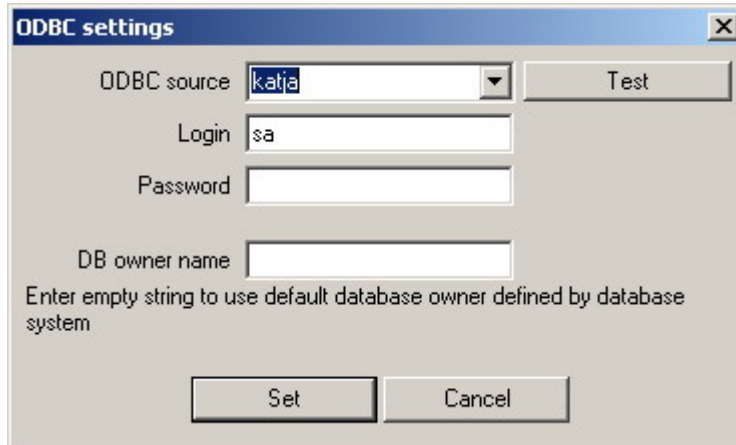 ODBC settings
ODBC source katja Test
Login sa
Password
DB owner name
Enter empty string to use default database owner defined by database
system
Set Cancel